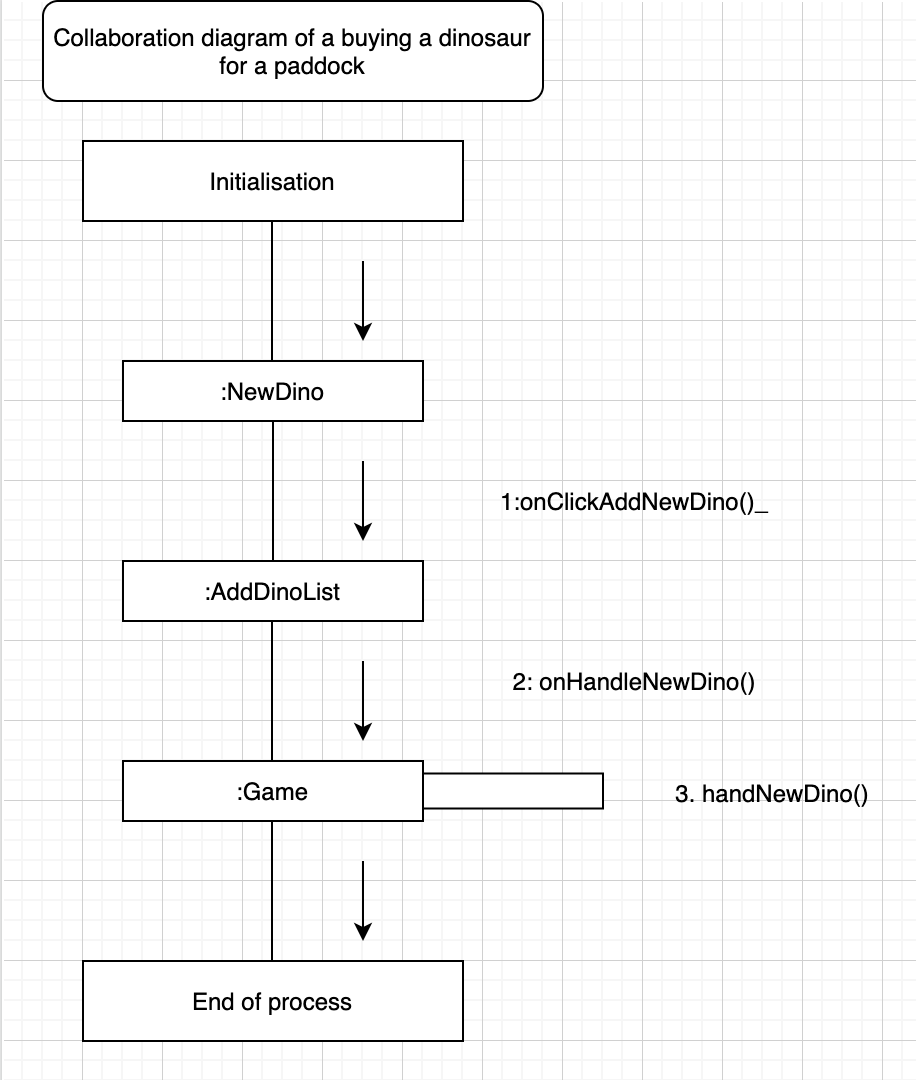 Collaboration diagram of a buying a dinosaur
for a paddock
Initialisation
:NewDino
1:onClickAddNewDino()_
:AddDinoList
2: onHandleNewDino()
:Game
3. handNewDino()
End of process